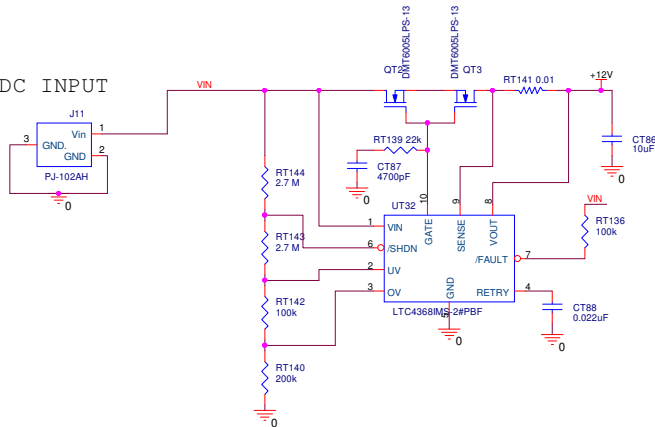 DMT6005LPS-13
DMT6005LPS-13
QT2
QT3
RT141 0.01
+12V
DC INPUT
VIN
J11
Vin
1
3
GND.
GND
2
PJ-102AH
0
RT139 22k
CT87
4700pF
0
CT86
10uF
0
RT144
2.7 M
RT143
2.7 M
RT142
100k
RT140
200k
0
10
9
8
UT32
1
VIN
GATE
SENSE
VOUT
6
/SHDN
2
UV
3
OV
/FAULT
7
GND
5
RETRY
4
LTC4368IMS-2#PBF
0
VIN
RT136
100k
CT88
0.022uF
0